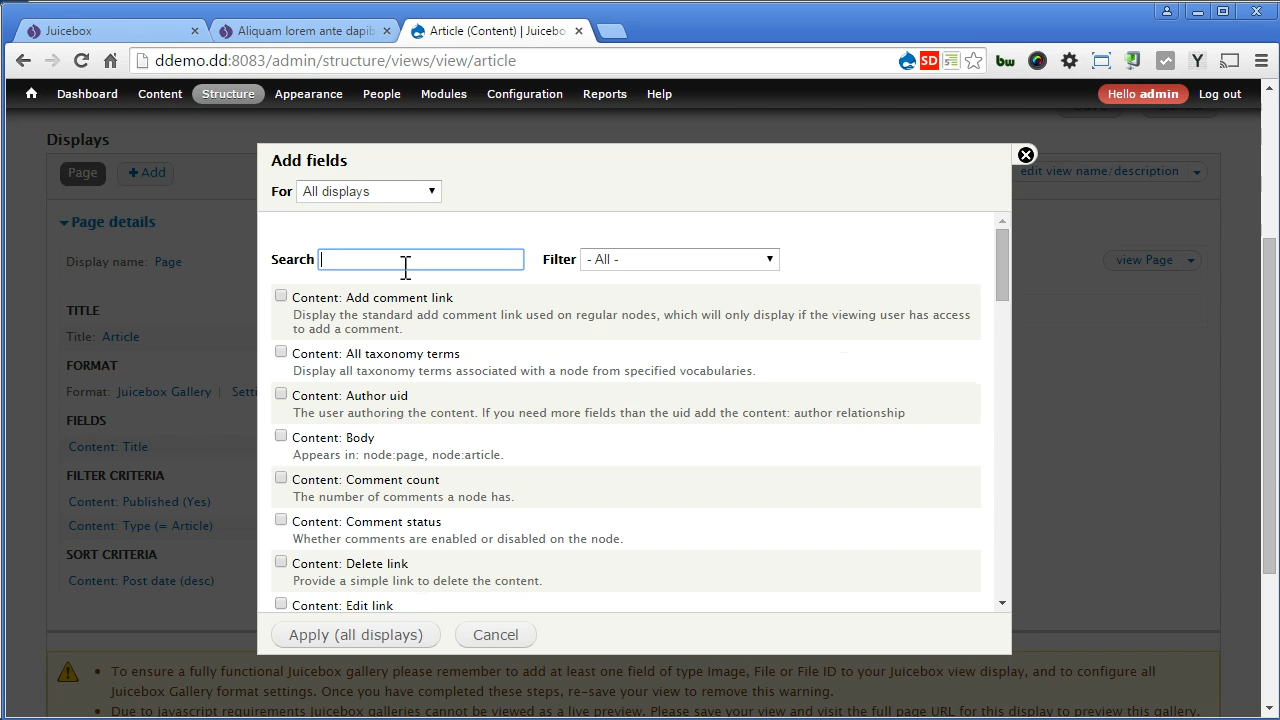 Juicebox
Aliquam lorem ante dapib
Article (Content) | Juicebo
ddemo.dd:8083/admin/structure/views/view/article
Dashboard Content Structure Appearance People Modules Configuration Reports Help Hello admin Log out
Displays
Page + Add
edit view name/description
Page details
Display name: Page
view Page
TITLE
Title: Article
FORMAT
Format: Juicebox Gallery | Setti
FIELDS
Content: Title
FILTER CRITERIA
Content: Published (Yes)
Content: Type (= Article)
SORT CRITERIA
Content: Post date (desc)
Add fields
For All displays
Search
Filter - All -
Content: Add comment link
Display the standard add comment link used on regular nodes, which will only display if the viewing user has access
to add a comment.
Content: All taxonomy terms
Display all taxonomy terms associated with a node from specified vocabularies.
Content: Author uid
The user authoring the content. If you need more fields than the uid add the content: author relationship
Content: Body
Appears in: node:page, node:article.
Content: Comment count
The number of comments a node has.
Content: Comment status
Whether comments are enabled or disabled on the node.
Content: Delete link
Provide a simple link to delete the content.
Content: Edit link
Apply (all displays) Cancel
To ensure a fully functional Juicebox gallery please remember to add at least one field of type Image, File or File ID to your Juicebox view display, and to configure all
Juicebox Gallery format settings. Once you have completed these steps, re-save your view to remove this warning.
Due to javascript requirements Juicebox galleries cannot be viewed as a live preview. Please save your view and visit the full page URL for this display to preview this gallery.
SD
bw
Y